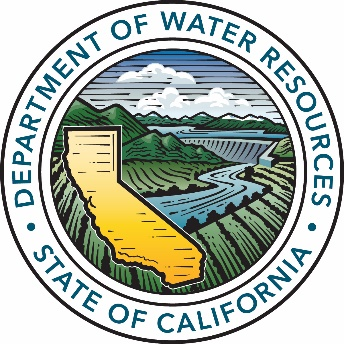 DEPARTMENT OF WATER RESOURCES
STATE OF CALIFORNIA